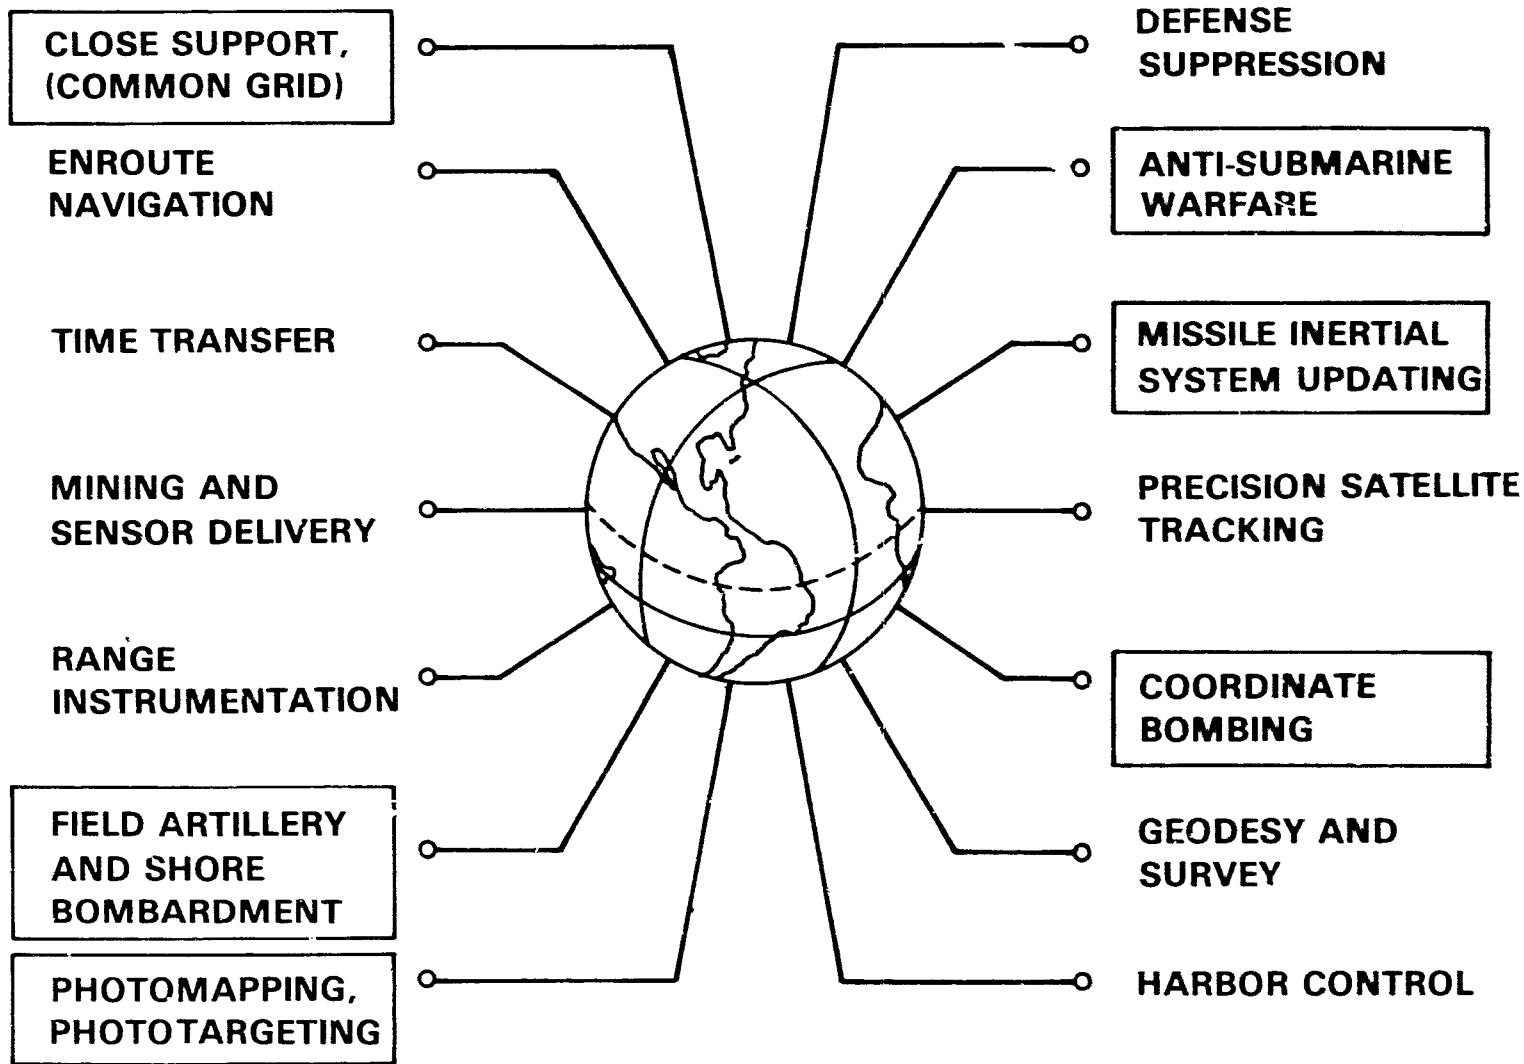 CLOSE SUPPORT,
(COMMON GRID)
ENROUTE
NAVIGATION
TIME TRANSFER
MINING AND
SENSOR DELIVERY
RANGE
INSTRUMENTATION
FIELD ARTILLERY
AND SHORE
BOMBARDMENT
PHOTOMAPPING,
PHOTOTARGETING
DEFENSE
SUPPRESSION
ANTI-SUBMARINE
WARFARE
MISSILE INERTIAL
SYSTEM UPDATING
PRECISION SATELLITE
TRACKING
COORDINATE
BOMBING
GEODESY AND
SURVEY
HARBOR CONTROL